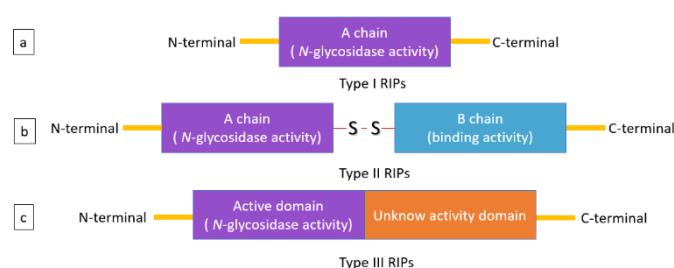 a
N-terminal
A chain
( N-glycosidase activity)
C-terminal
Type I RIPs
b
N-terminal
A chain
( N-glycosidase activity)
S - S
B chain
(binding activity)
C-terminal
Type II RIPs
c
N-terminal
Active domain
( N-glycosidase activity)
Unknow activity domain
C-terminal
Type III RIPs